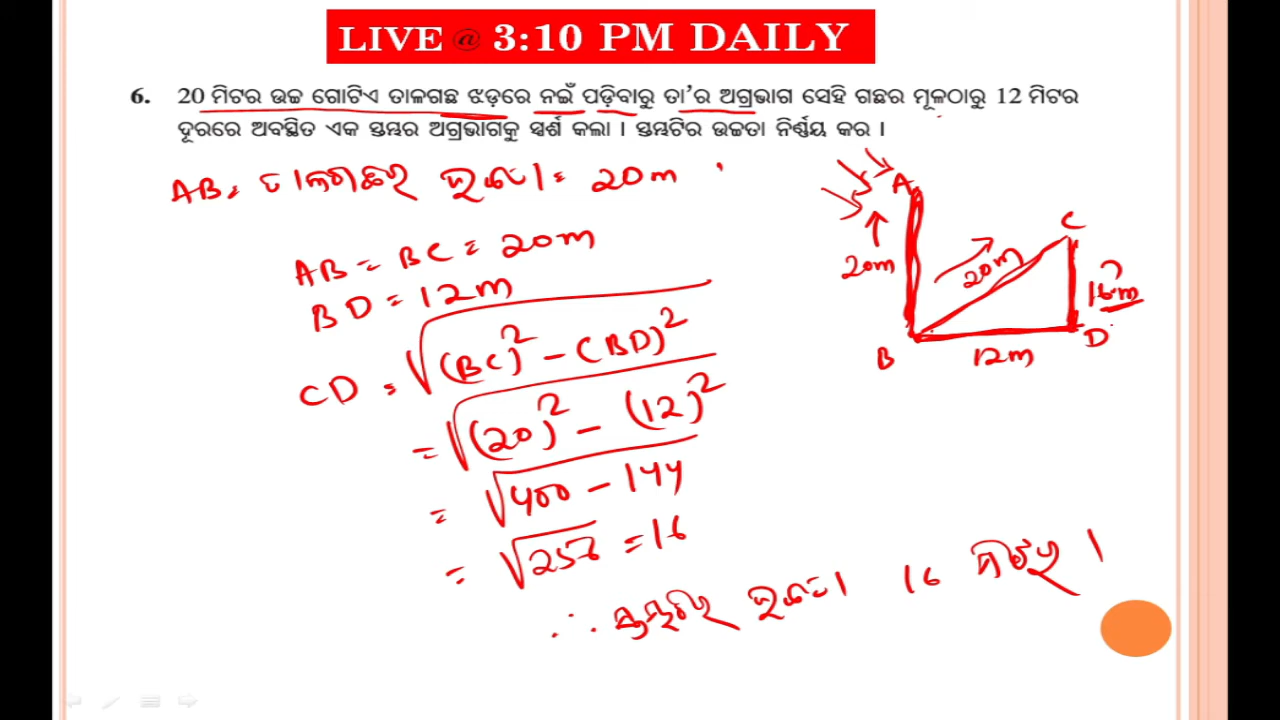 LIVE @ 3:10 PM DAILY
6. 20 ମିଟର ଉଚ୍ଚ ଗୋଟିଏ ତାଳଗଛ ଝଡ଼ରେ ନଇଁ ପଡ଼ିବାରୁ ତା'ର ଅଗ୍ରଭାଗ ସେହି ଗଛର ମୂଳଠାରୁ 12 ମିଟର
ଦୂରରେ ଅବସ୍ଥିତ ଏକ ସ୍ତମ୍ଭର ଅଗ୍ରଭାଗକୁ ସ୍ପର୍ଶ କଲା । ସ୍ତମ୍ଭଟିର ଉଚ୍ଚତା ନିର୍ଣ୍ଣୟ କର ।
AB = ତାଳଗଛର ଉଚ୍ଚତା = 20m
AB = BC = 20m
BD = 12m
CD = √(BC)² – (BD)²
= √(20)² – (12)²
= √400 – 144
= √256 = 16
∴ ସ୍ତମ୍ଭଟିର ଉଚ୍ଚତା 16 ମିଟର ।
A
C
20m
20m
16m
B
12m
D